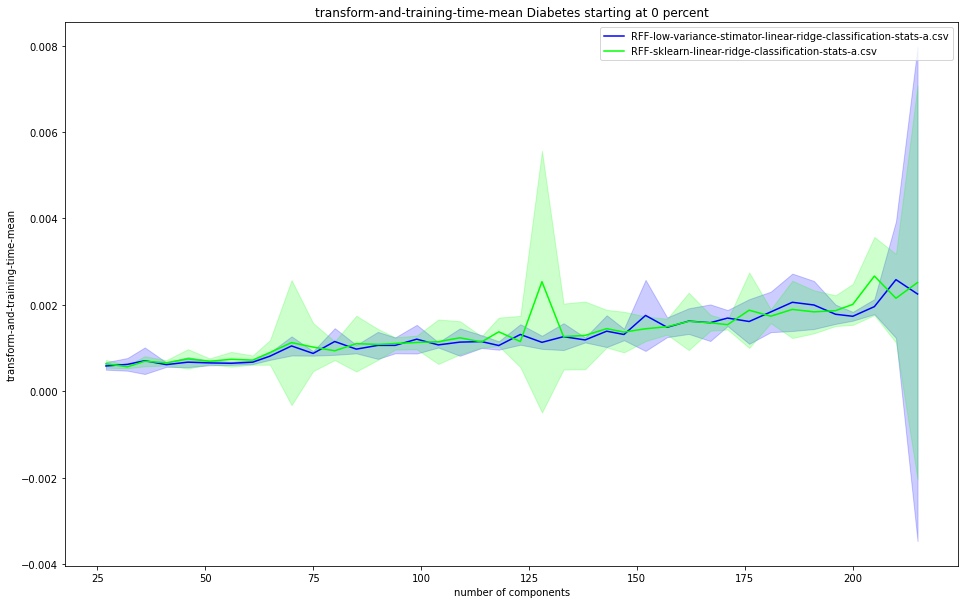 transform-and-training-time-mean Diabetes starting at 0 percent
RFF-low-variance-stimator-linear-ridge-classification-stats-a.csv
RFF-sklearn-linear-ridge-classification-stats-a.csv
transform-and-training-time-mean
0.008
0.006
0.004
0.002
0.000
−0.002
−0.004
25 50 75 100 125 150 175 200
number of components